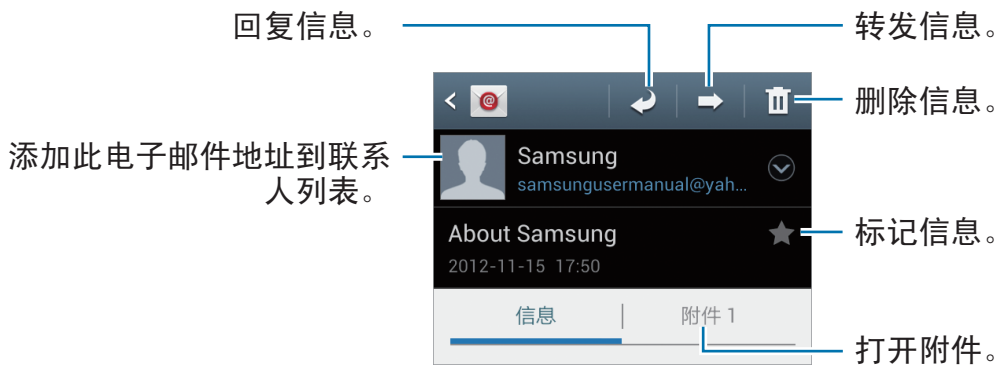 回复信息。
转发信息。
删除信息。
添加此电子邮件地址到联系
人列表。
Samsung
samsungusermanual@yah...
About Samsung
2012-11-15 17:50
标记信息。
信息
附件 1
打开附件。